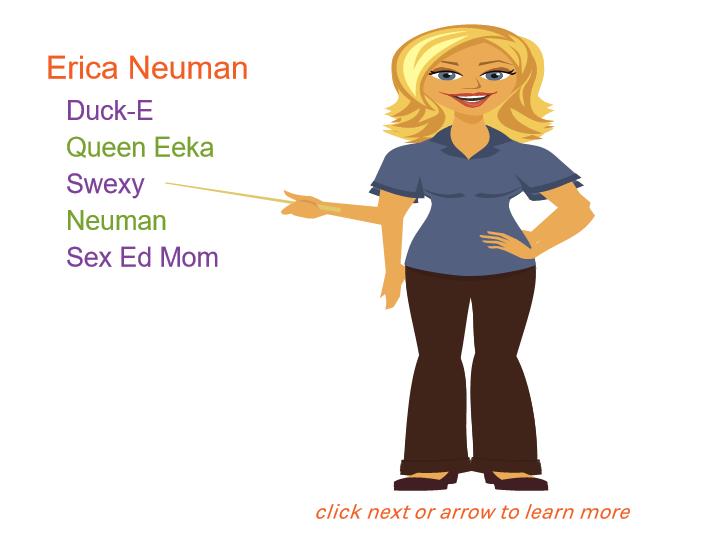 Erica Neuman
Duck-E
Queen Eeka
Swexy
Neuman
Sex Ed Mom
click next or arrow to learn more